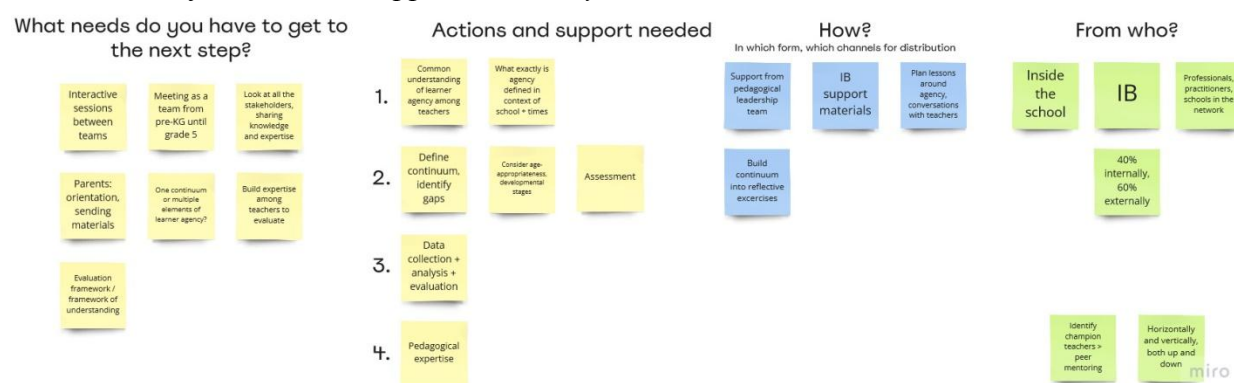 What needs do you have to get to
the next step?
Interactive
sessions
between
teams
Meeting as a
team from
pre-KG until
grade 5
Look at all the
stakeholders,
sharing
knowledge
and expertise
Parents:
orientation,
sending
materials
One continuum
or multiple
elements of
learner agency?
Build expertise
among
teachers to
evaluate
Evaluation
framework /
framework of
understanding
Actions and support needed
1.
Common
understanding
of learner
agency among
teachers
What exactly is
agency
defined in
context of
school + times
2.
Define
continuum,
identify
gaps
Consider age-
appropriateness,
developmental
stages
Assessment
3.
Data
collection +
analysis +
evaluation
4.
Pedagogical
expertise
How?
In which form, which channels for distribution
Support from
pedagogical
leadership
team
IB
support
materials
Plan lessons
around
agency,
conversations
with teachers
Build
continuum
into reflective
excercises
From who?
Inside
the
school
IB
Professionals,
practitioners,
schools in the
network
40%
internally,
60%
externally
Identify
champion
teachers >
peer
mentoring
Horizontally
and vertically,
both up and
down
miro